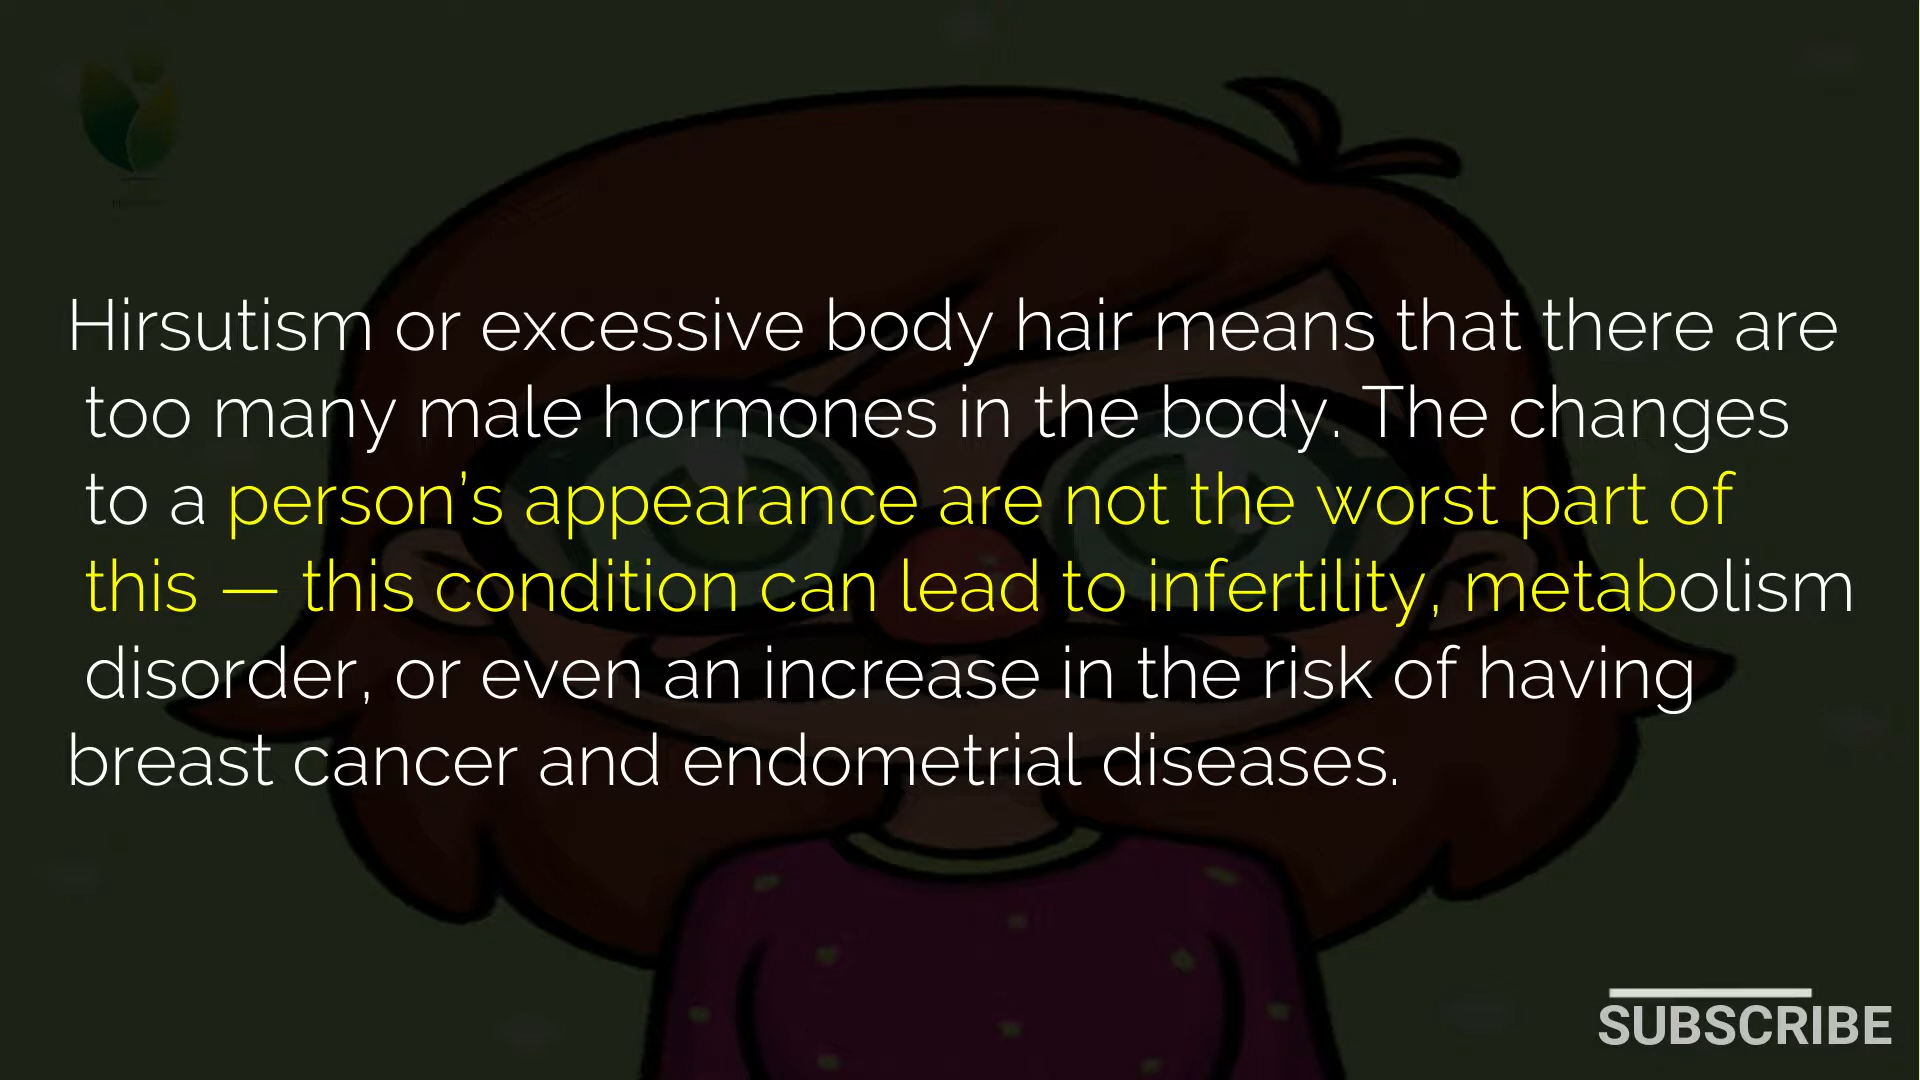 Hirsutism or excessive body hair means that there are
too many male hormones in the body. The changes
to a person’s appearance are not the worst part of
this — this condition can lead to infertility, metabolism
disorder, or even an increase in the risk of having
breast cancer and endometrial diseases.
SUBSCRIBE